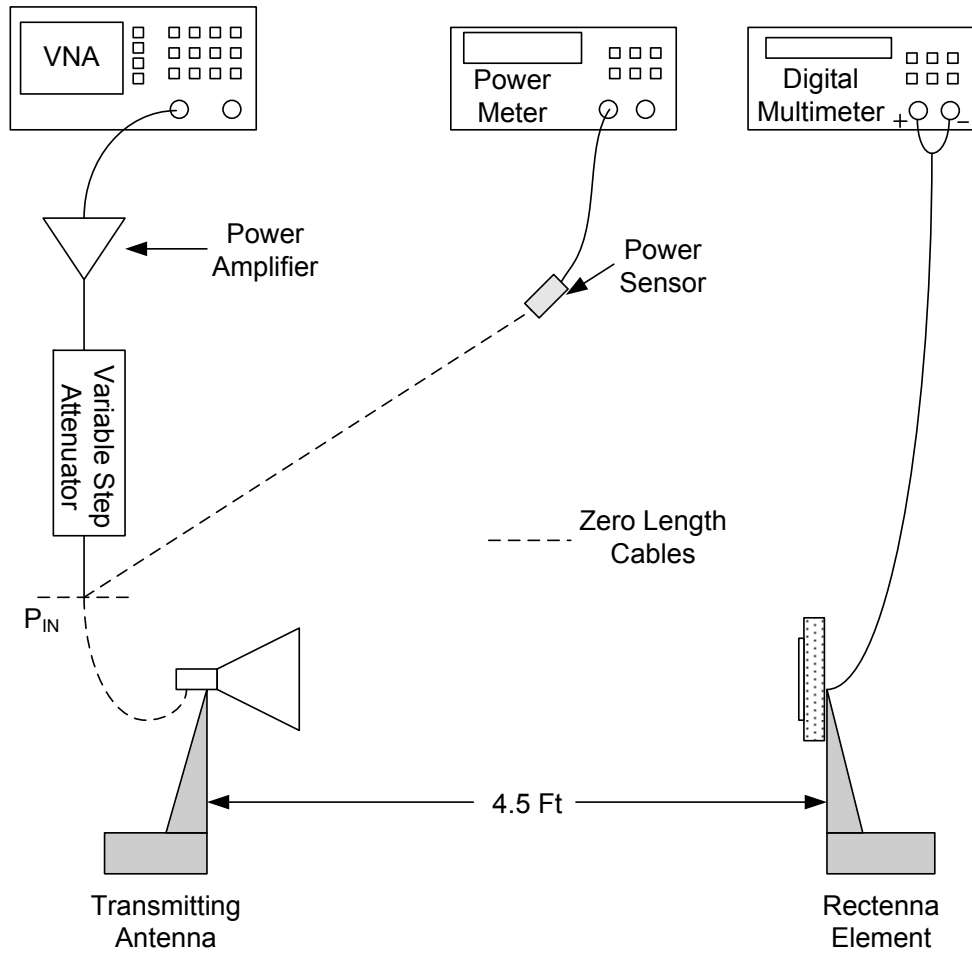 VNA
Power
Meter
Digital
Multimeter
+
–
Power
Amplifier
Power
Sensor
Variable Step
Attenuator
Zero Length
Cables
PIN
4.5 Ft
Transmitting
Antenna
Rectenna
Element